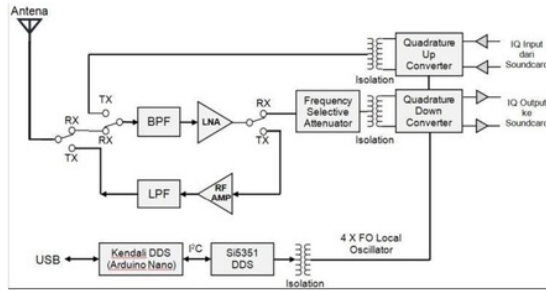 Antena
TX
RX
RX
TX
BPF
LNA
RX
TX
LPF
RF
AMP
Frequency
Selective
Attenuator
Isolation
Quadrature
Up
Converter
IQ Input
dari
Soundcard
Isolation
Quadrature
Down
Converter
IQ Output
ke
Soundcard
USB
Kendali DDS
(Arduino Nano)
I²C
Si5351
DDS
Isolation
4 X FO Local
Oscillator